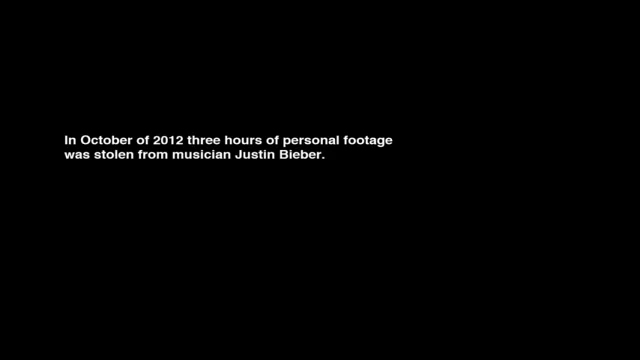 In October of 2012 three hours of personal footage
was stolen from musician Justin Bieber.